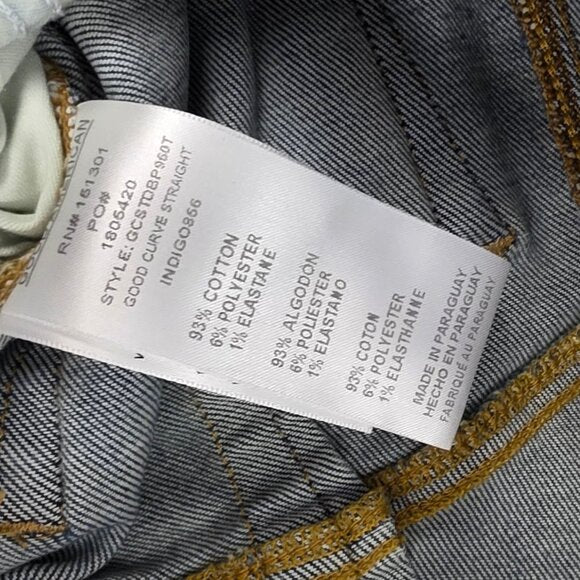 RN# 151301
PO#
1805420
STYLE: GCSTDBP960T
GOOD CURVE STRAIGHT
INDIGO856
93% COTTON
6% POLYESTER
1% ELASTANE
93% ALGODON
6% POLIESTER
1% ELASTANO
93% COTON
6% POLYESTER
1% ELASTHANNE
MADE IN PARAGUAY
HECHO EN PARAGUAY
FABRIQUÉ AU PARAGUAY